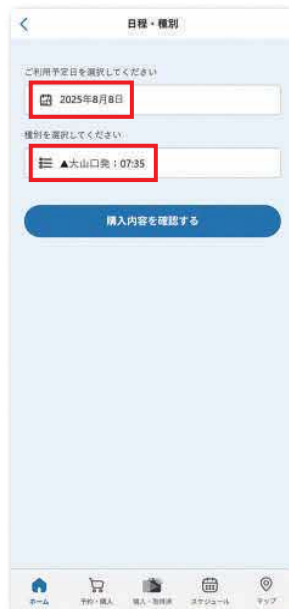 日程・種別
ご利用予定日を選択してください
2025年8月8日
種別を選択してください
▲大山口発：07:35
購入内容を確認する
ホーム
予約・購入
購入・取得済
スケジュール
マップ